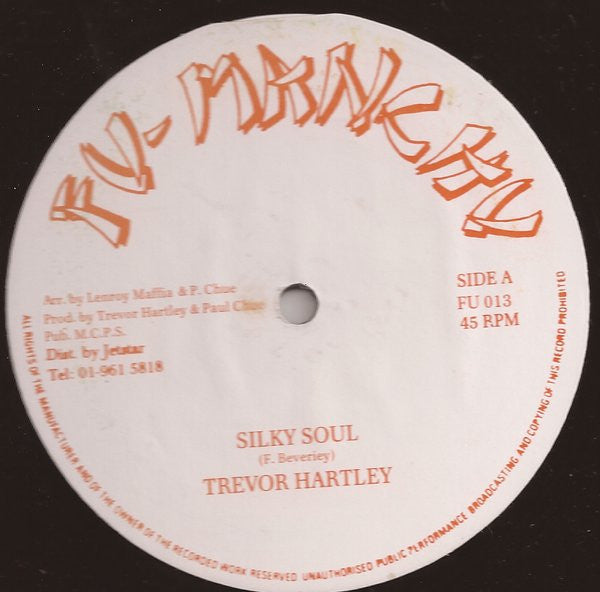 FU-MANCHU
Arr. by Lenroy Maffia & P. Chue
Prod. by Trevor Hartley & Paul Chue
Pub. M.C.P.S.
Dist. by Jetstar
Tel: 01-961 5818
SIDE A
FU 013
45 RPM
SILKY SOUL
(F. Beveriey)
TREVOR HARTLEY
ALL RIGHTS OF THE MANUFACTURER AND OF THE OWNER OF THE RECORDED WORK RESERVED UNAUTHORISED PUBLIC PERFORMANCE BROADCASTING AND COPYING OF THIS RECORD PROHIBITED